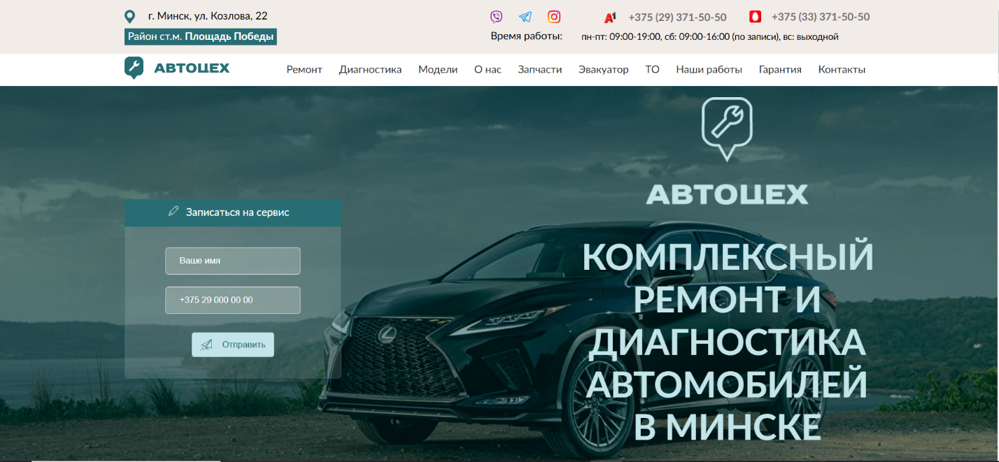 г. Минск, ул. Козлова, 22
+375 (29) 371-50-50
+375 (33) 371-50-50
Район ст.м. Площадь Победы
Время работы:
пн-пт: 09:00-19:00, сб: 09:00-16:00 (по записи), вс: выходной
АВТОЦЕХ
Ремонт Диагностика Модели О нас Запчасти Эвакуатор ТО Наши работы Гарантия Контакты
АВТОЦЕХ
Записаться на сервис
Ваше имя
+375 29 000 00 00
Отправить
КОМПЛЕКСНЫЙ
РЕМОНТ И
ДИАГНОСТИКА
АВТОМОБИЛЕЙ
В МИНСКЕ